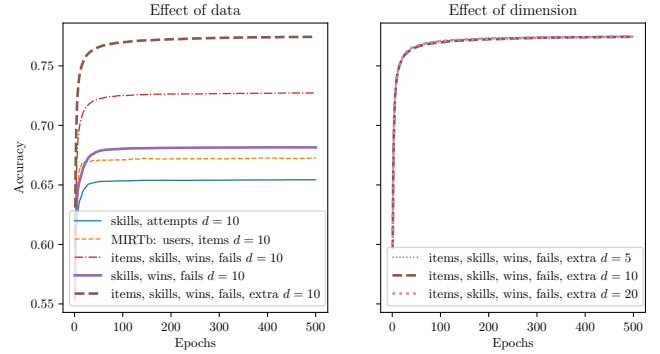 Effect of data
0.75
0.70
0.65
0.60
0.55
Accuracy
skills, attempts d = 10
MIRTb: users, items d = 10
items, skills, wins, fails d = 10
skills, wins, fails d = 10
items, skills, wins, fails, extra d = 10
0 100 200 300 400 500
Epochs
Effect of dimension
items, skills, wins, fails, extra d = 5
items, skills, wins, fails, extra d = 10
items, skills, wins, fails, extra d = 20
0 100 200 300 400 500
Epochs